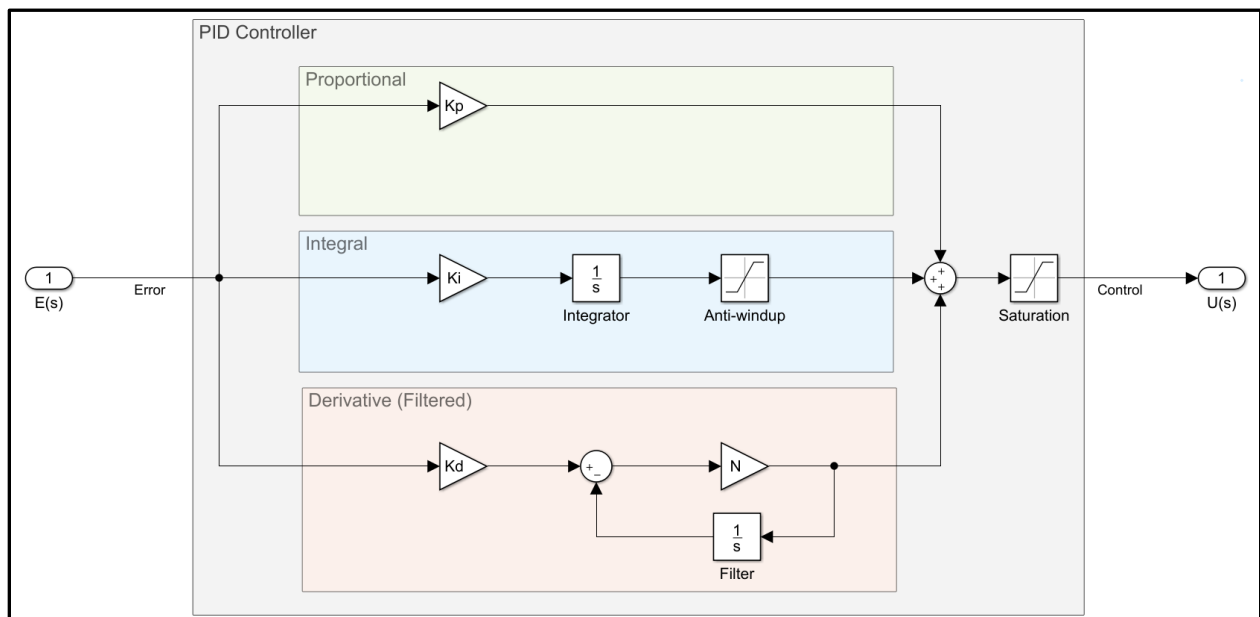 PID Controller
Proportional
Kp
Integral
1
E(s)
Error
Ki
1
s
Integrator
Anti-windup
+
+
+
Saturation
Control
1
U(s)
Derivative (Filtered)
Kd
+
−
N
1
s
Filter